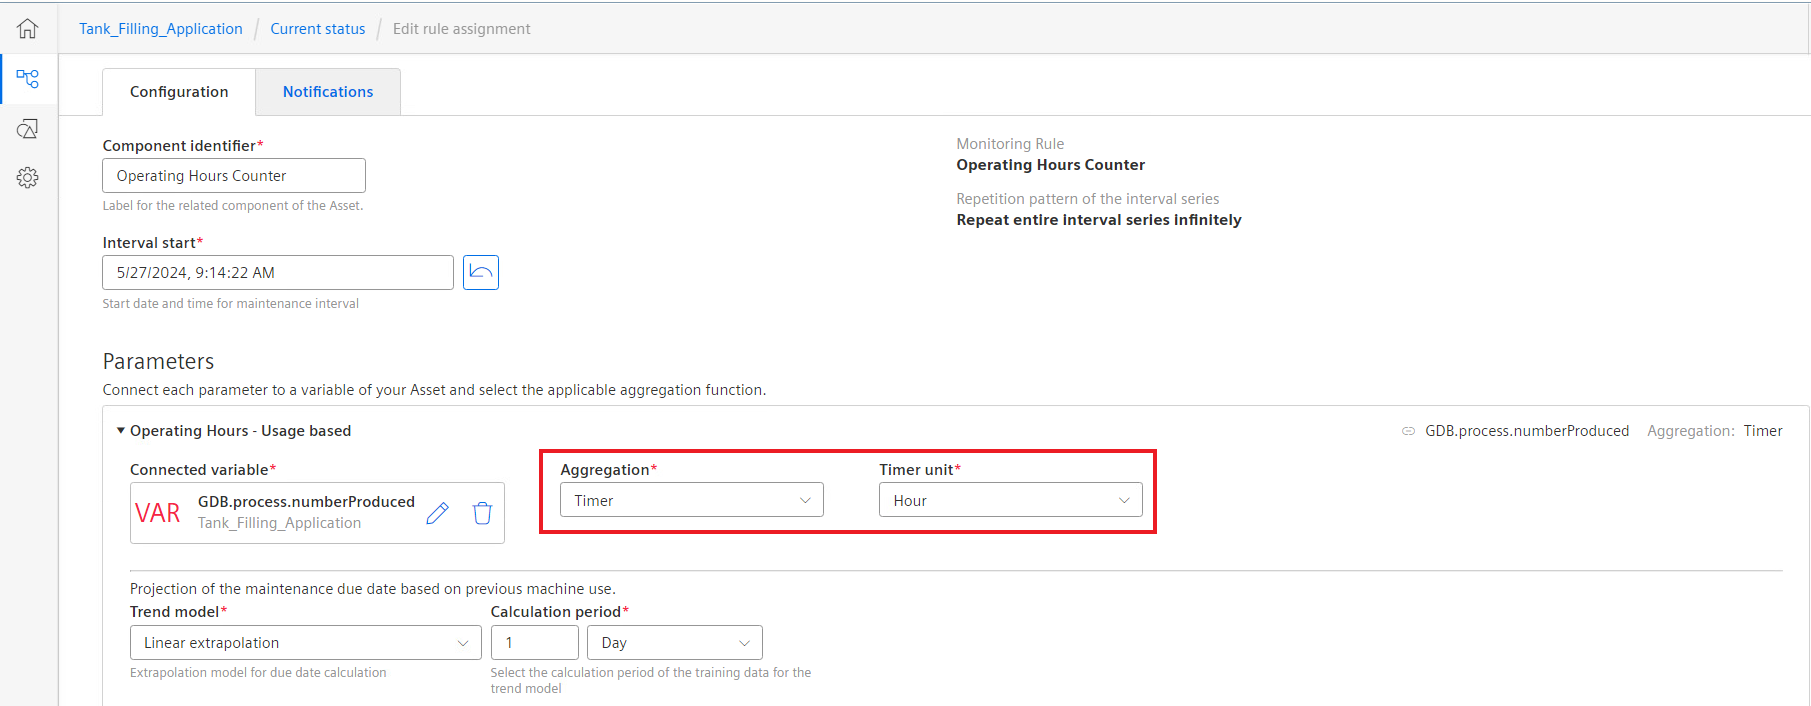 Tank_Filling_Application / Current status / Edit rule assignment
Configuration
Notifications
Component identifier*
Operating Hours Counter
Label for the related component of the Asset.
Monitoring Rule
Operating Hours Counter
Repetition pattern of the interval series
Repeat entire interval series infinitely
Interval start*
5/27/2024, 9:14:22 AM
Start date and time for maintenance interval
Parameters
Connect each parameter to a variable of your Asset and select the applicable aggregation function.
Operating Hours - Usage based
GDB.process.numberProduced Aggregation: Timer
Connected variable*
VAR
GDB.process.numberProduced
Tank_Filling_Application
Aggregation*
Timer
Timer unit*
Hour
Projection of the maintenance due date based on previous machine use.
Trend model*
Linear extrapolation
Extrapolation model for due date calculation
Calculation period*
1
Day
Select the calculation period of the training data for the
trend model